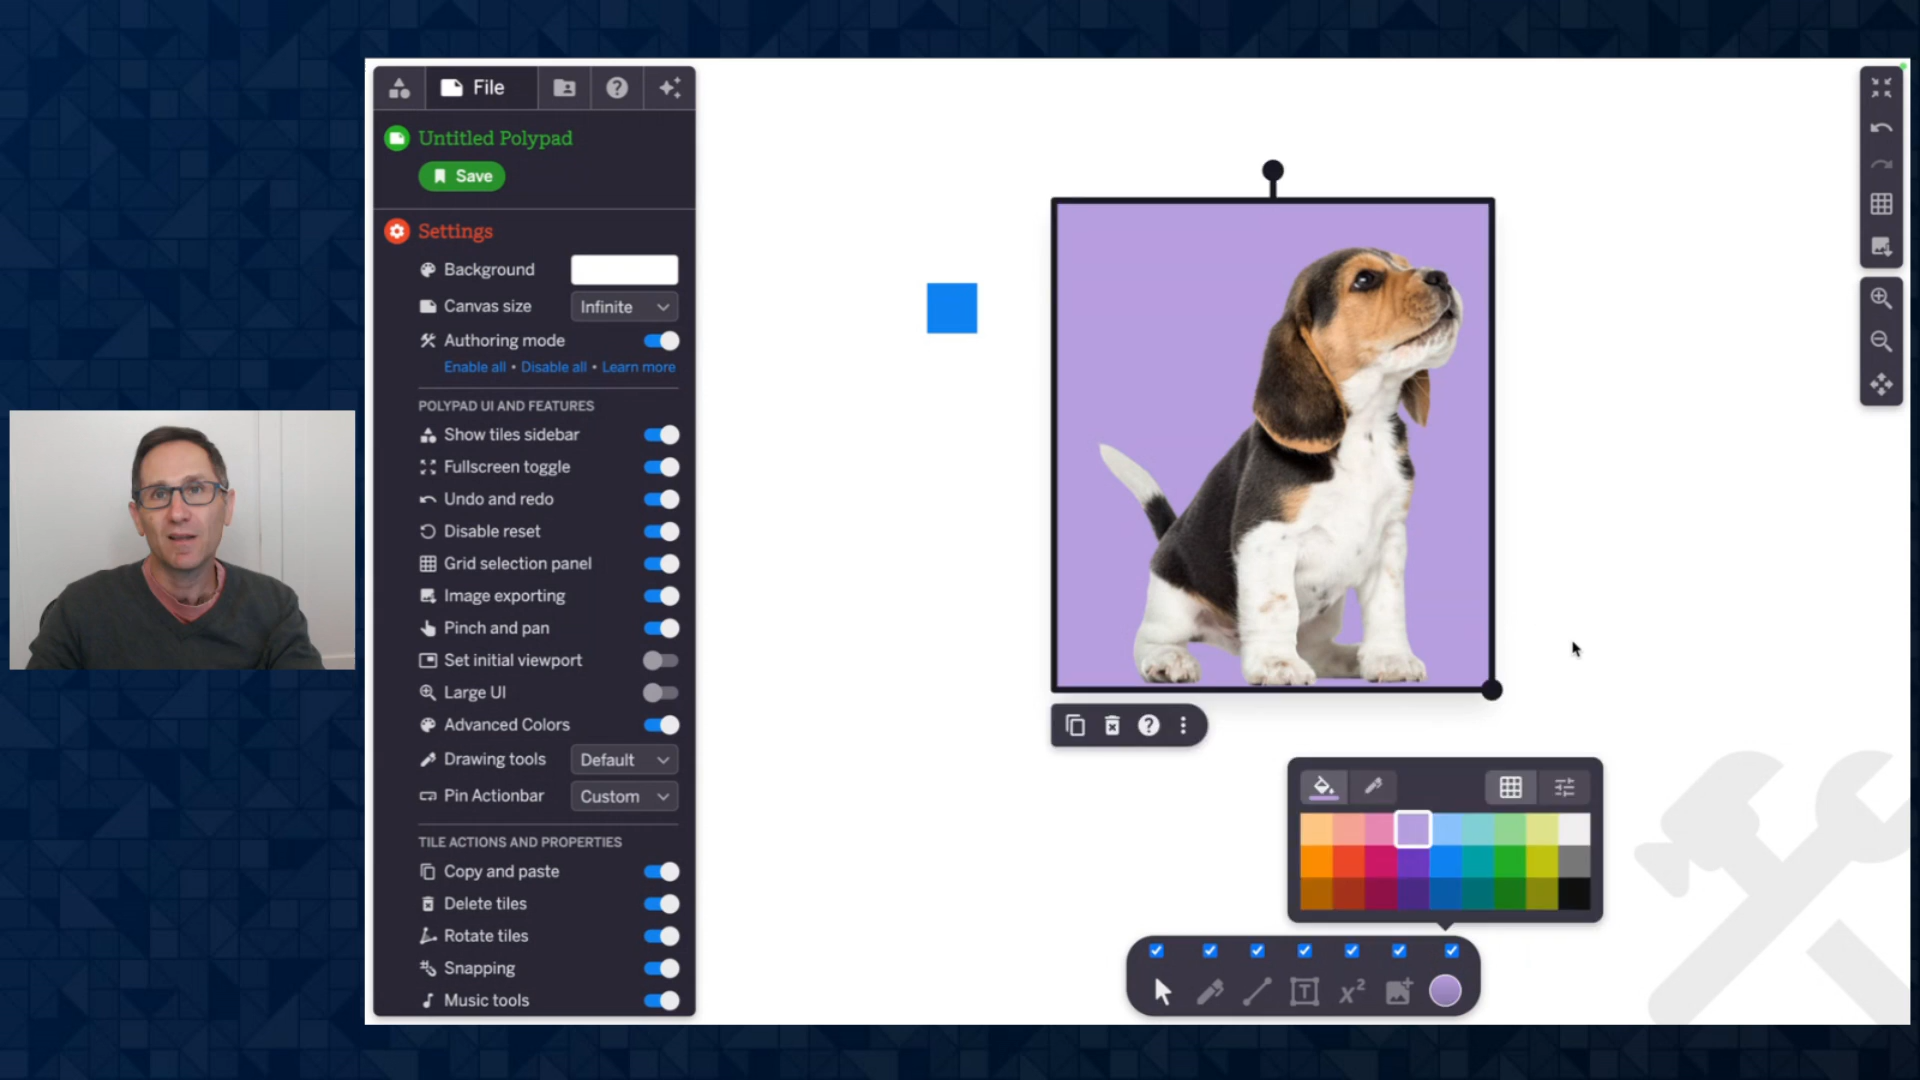 File
Untitled Polypad
Save
Settings
Background
Canvas size Infinite
Authoring mode
Enable all • Disable all • Learn more
POLYPAD UI AND FEATURES
Show tiles sidebar
Fullscreen toggle
Undo and redo
Disable reset
Grid selection panel
Image exporting
Pinch and pan
Set initial viewport
Large UI
Advanced Colors
Drawing tools Default
Pin Actionbar Custom
TILE ACTIONS AND PROPERTIES
Copy and paste
Delete tiles
Rotate tiles
Snapping
Music tools
T x²